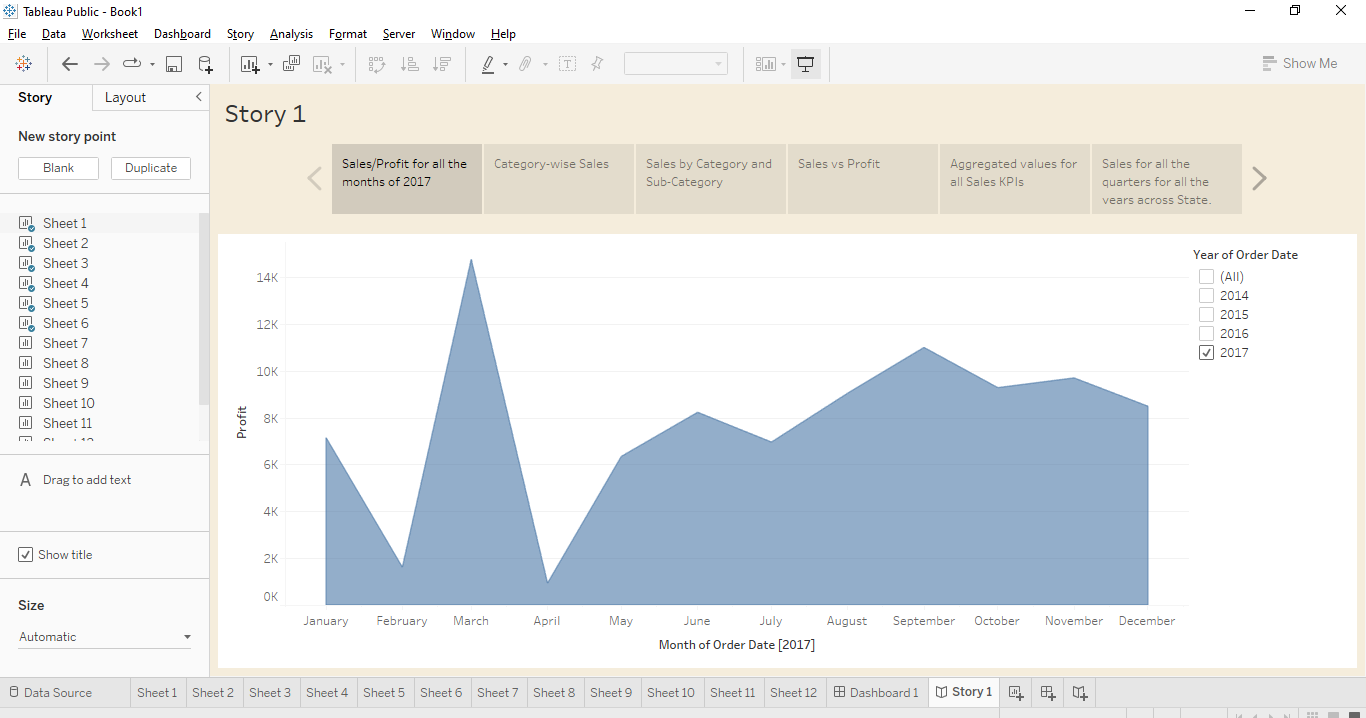 Tableau Public - Book1
File Data Worksheet Dashboard Story Analysis Format Server Window Help
Show Me
Story Layout
New story point
Blank Duplicate
Sheet 1
Sheet 2
Sheet 3
Sheet 4
Sheet 5
Sheet 6
Sheet 7
Sheet 8
Sheet 9
Sheet 10
Sheet 11
A Drag to add text
Show title
Size
Automatic
Story 1
Sales/Profit for all the
months of 2017
Category-wise Sales
Sales by Category and
Sub-Category
Sales vs Profit
Aggregated values for
all Sales KPIs
Sales for all the
quarters for all the
years across State.
Profit
14K
12K
10K
8K
6K
4K
2K
0K
January February March April May June July August September October November December
Month of Order Date [2017]
Year of Order Date
(All)
2014
2015
2016
2017
Data Source Sheet 1 Sheet 2 Sheet 3 Sheet 4 Sheet 5 Sheet 6 Sheet 7 Sheet 8 Sheet 9 Sheet 10 Sheet 11 Sheet 12 Dashboard 1 Story 1